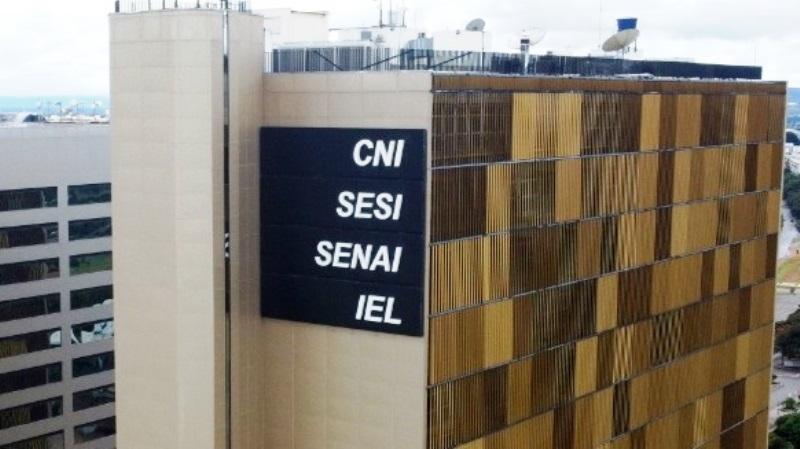 CNI
SESI
SENAI
IEL